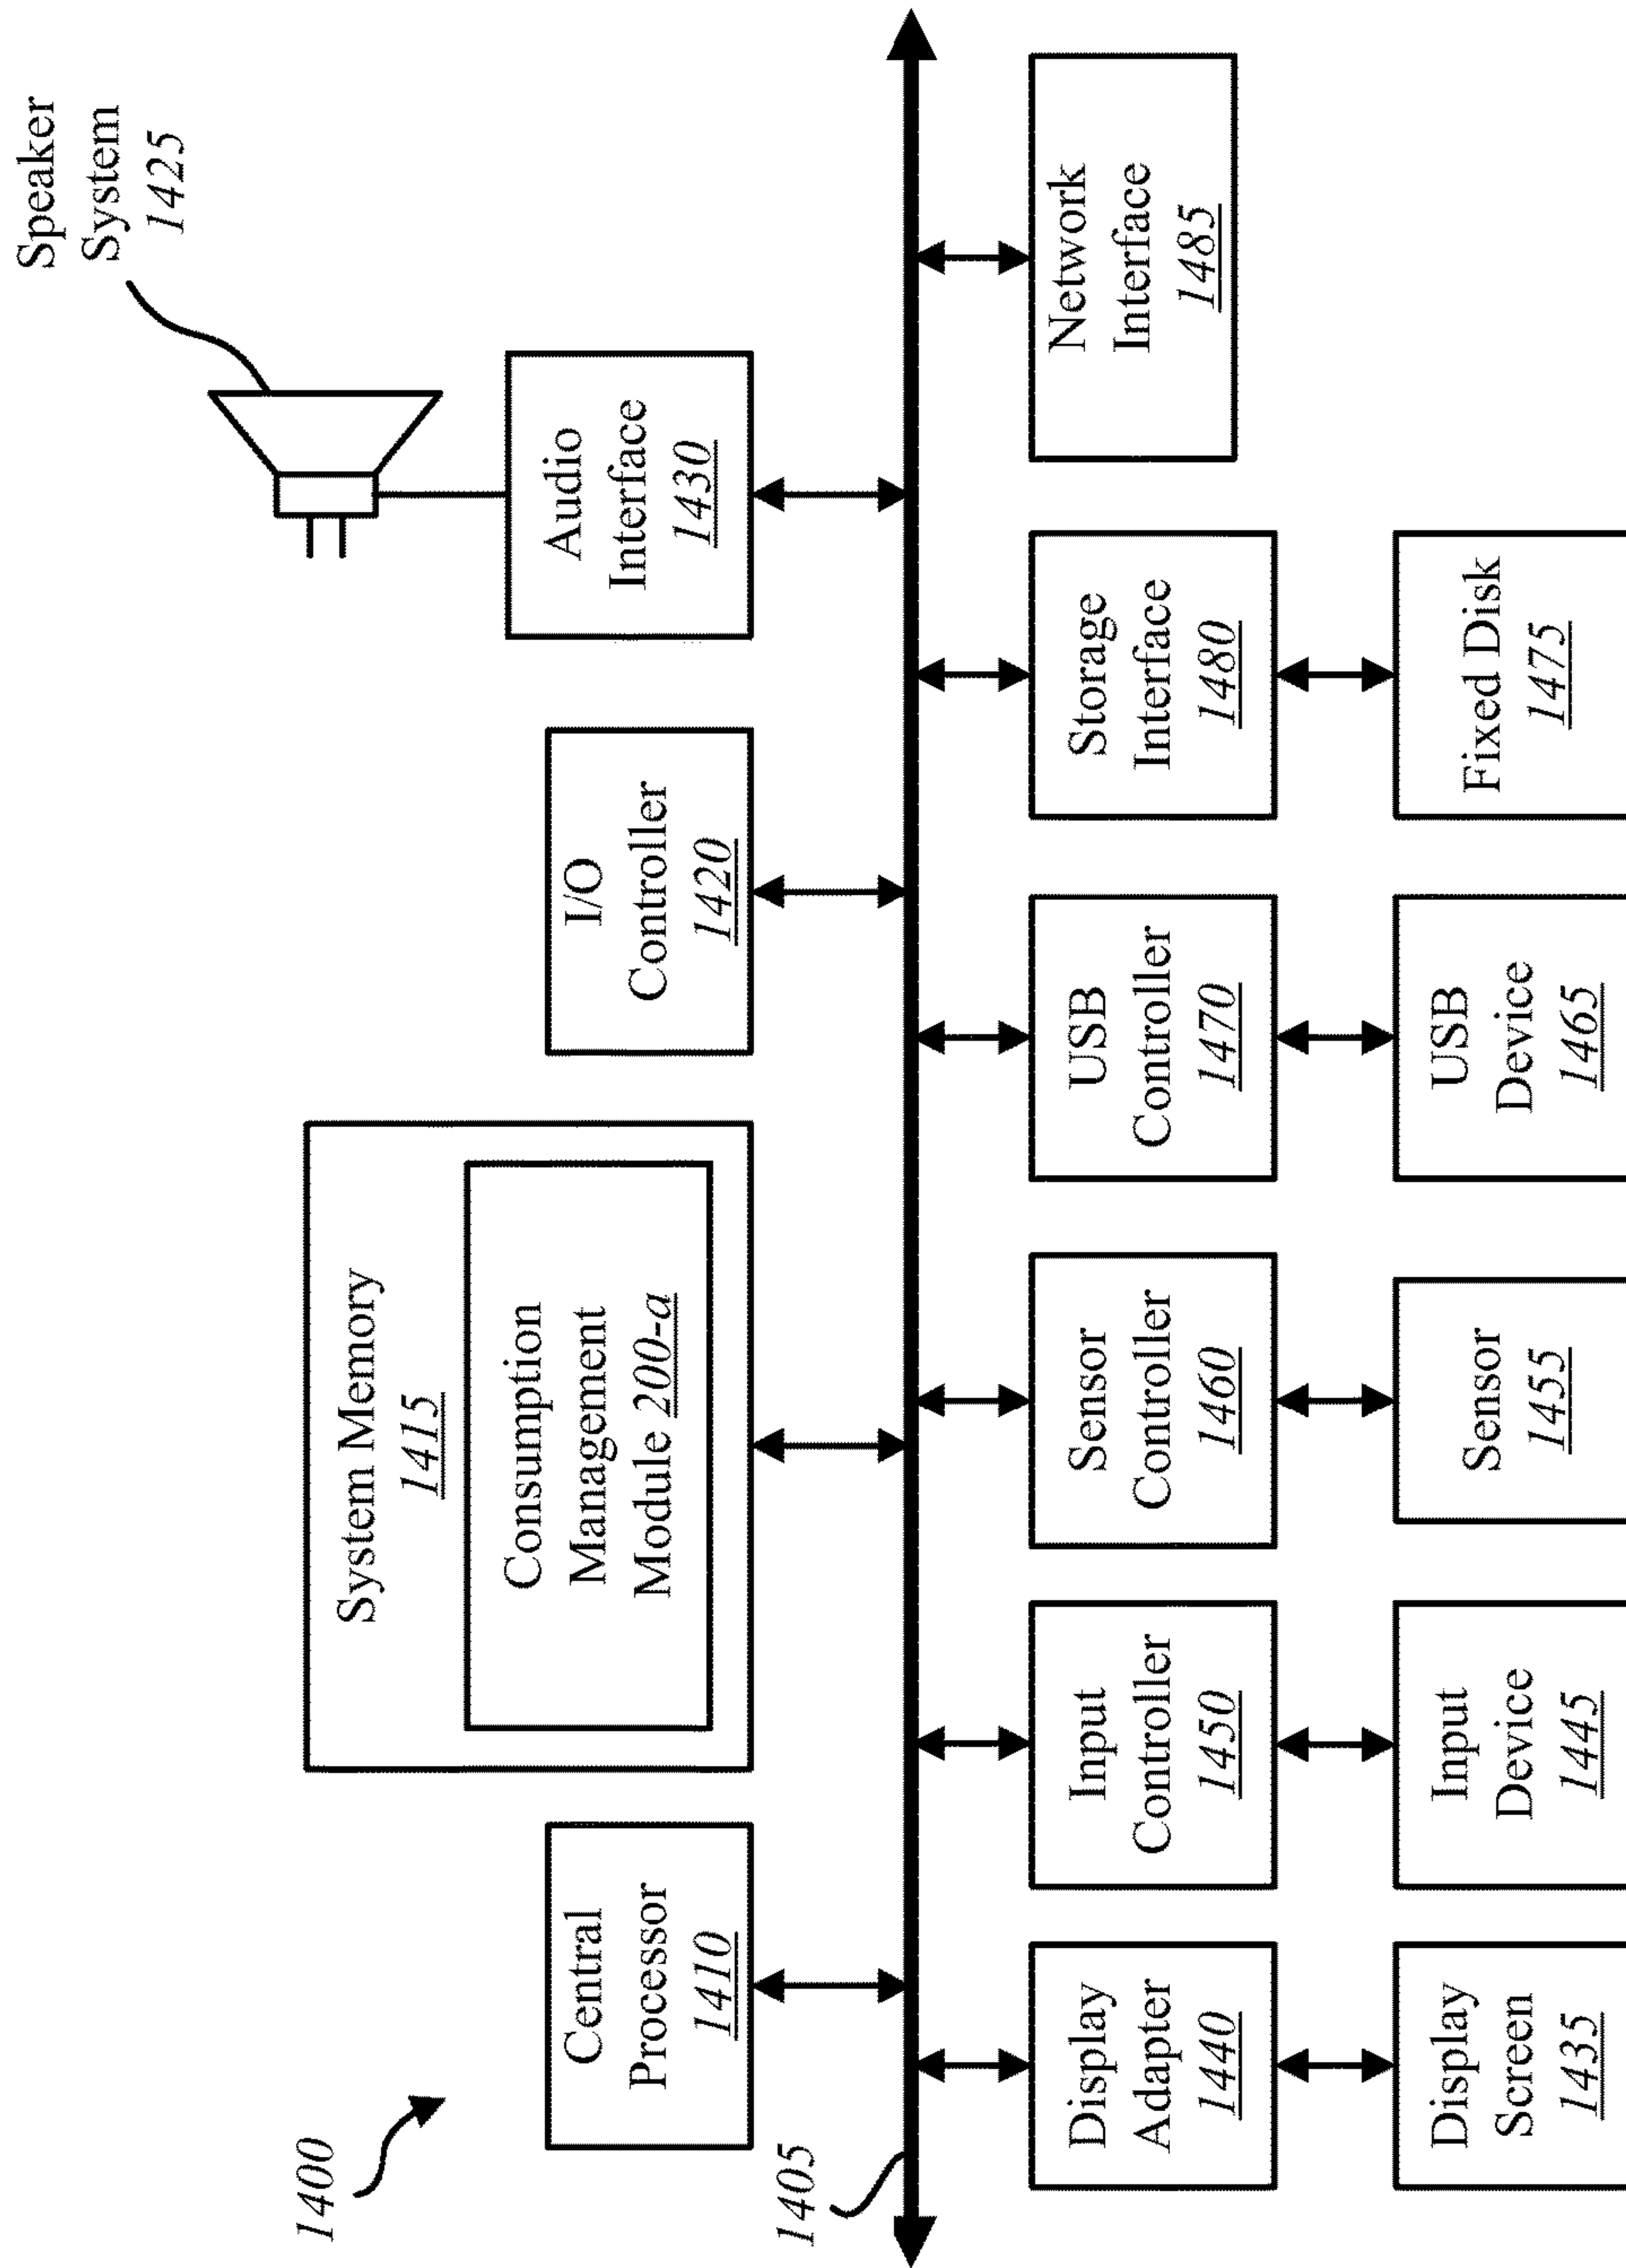 1400
Speaker
System
1425
Central
Processor
1410
System Memory
1415
Consumption
Management
Module 200-a
I/O
Controller
1420
Audio
Interface
1430
1405
Display
Adapter
1440
Input
Controller
1450
Sensor
Controller
1460
USB
Controller
1470
Storage
Interface
1480
Network
Interface
1485
Display
Screen
1435
Input
Device
1445
Sensor
1455
USB
Device
1465
Fixed Disk
1475